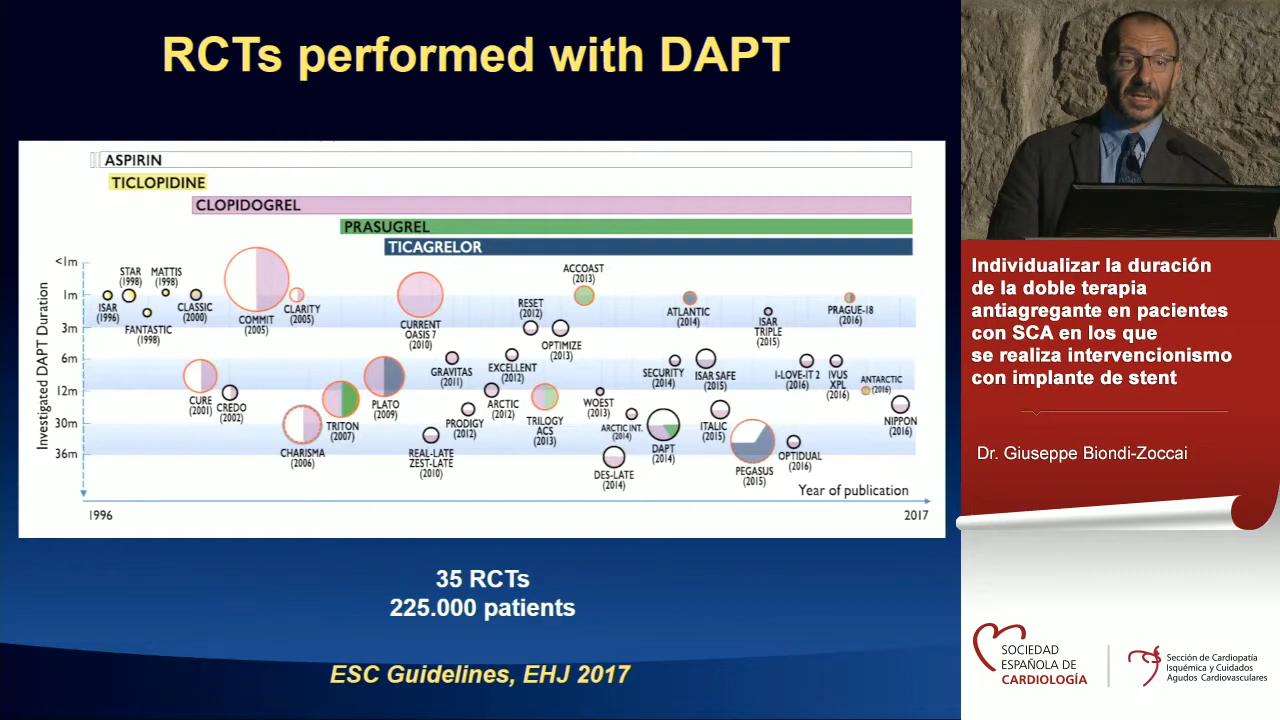 RCTs performed with DAPT
ASPIRIN
TICLOPIDINE
CLOPIDOGREL
PRASUGREL
TICAGRELOR
Investigated DAPT Duration
<1m
1m
3m
6m
12m
30m
36m
ISAR
(1996)
STAR
(1998)
FANTASTIC
(1998)
MATTIS
(1998)
CLASSIC
(2000)
COMMIT
(2005)
CLARITY
(2005)
CURRENT
OASIS 7
(2010)
RESET
(2012)
OPTIMIZE
(2013)
ACCOAST
(2013)
ATLANTIC
(2014)
ISAR
TRIPLE
(2015)
PRAGUE-18
(2016)
CURE
(2001)
CREDO
(2002)
CHARISMA
(2006)
TRITON
(2007)
PLATO
(2009)
REAL-LATE
ZEST-LATE
(2010)
GRAVITAS
(2011)
PRODIGY
(2012)
EXCELLENT
(2012)
ARCTIC
(2012)
TRILOGY
ACS
(2013)
WOEST
(2013)
DES-LATE
(2014)
ARCTIC INT.
(2014)
SECURITY
(2014)
DAPT
(2014)
ISAR SAFE
(2015)
ITALIC
(2015)
PEGASUS
(2015)
OPTIDUAL
(2016)
I-LOVE-IT 2
(2016)
IVUS
XPL
(2016)
ANTARCTIC
(2016)
NIPPON
(2016)
Year of publication
1996
2017
35 RCTs
225.000 patients
ESC Guidelines, EHJ 2017
Individualizar la duración
de la doble terapia
antiagregante en pacientes
con SCA en los que
se realiza intervencionismo
con implante de stent
Dr. Giuseppe Biondi-Zoccai
SOCIEDAD
ESPAÑOLA DE
CARDIOLOGÍA
Sección de Cardiopatía
Isquémica y Cuidados
Agudos Cardiovasculares